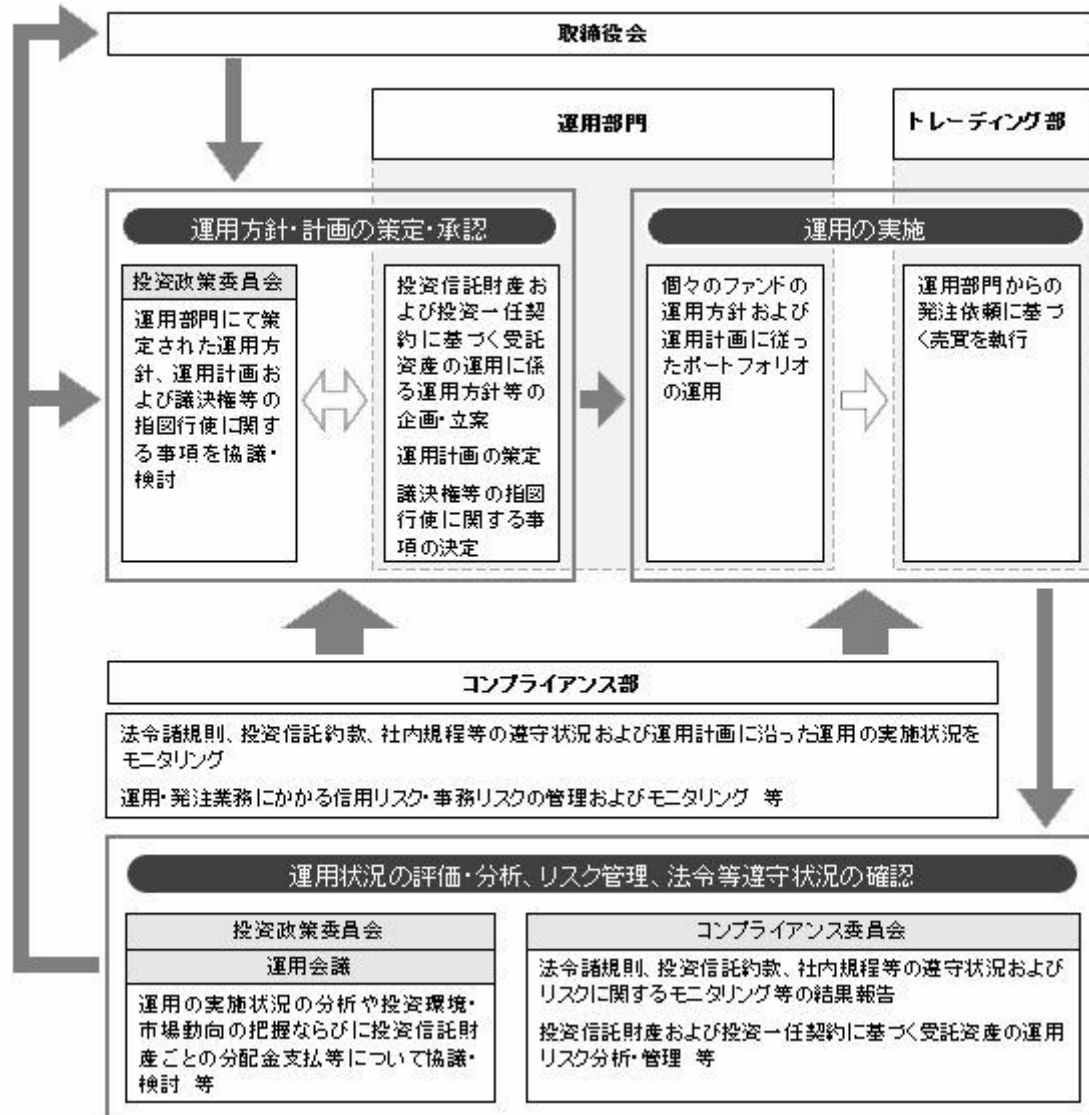 取締役会
運用部門
トレーディング部
運用方針・計画の策定・承認
投資政策委員会
運用部門にて策
定された運用方
針、運用計画お
よび議決権等の
指図行使に関す
る事項を協議・
検討
投資信託財産お
よび投資一任契
約に基づく受託
資産の運用に係
る運用方針等の
企画・立案
運用計画の策定
議決権等の指図
行使に関する事
項の決定
運用の実施
個々のファンドの
運用方針および
運用計画に従っ
たポートフォリオ
の運用
運用部門からの
発注依頼に基づ
く売買を執行
コンプライアンス部
法令諸規則、投資信託約款、社内規程等の遵守状況および運用計画に沿った運用の実施状況を
モニタリング
運用・発注業務にかかる信用リスク・事務リスクの管理およびモニタリング 等
運用状況の評価・分析、リスク管理、法令等遵守状況の確認
投資政策委員会
運用会議
運用の実施状況の分析や投資環境・
市場動向の把握ならびに投資信託財
産ごとの分配金支払等について協議・
検討 等
コンプライアンス委員会
法令諸規則、投資信託約款、社内規程等の遵守状況および
リスクに関するモニタリング等の結果報告
投資信託財産および投資一任契約に基づく受託資産の運用
リスク分析・管理 等